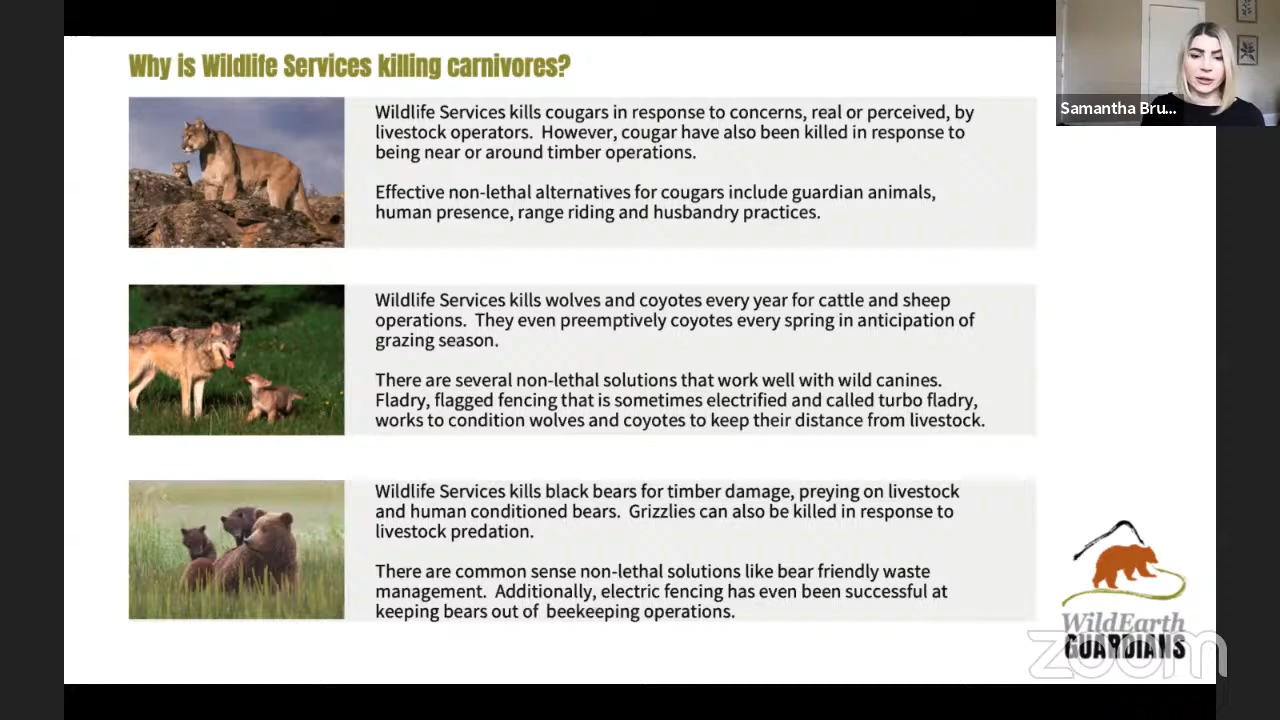 Why is Wildlife Services killing carnivores?
Samantha Bru...
Wildlife Services kills cougars in response to concerns, real or perceived, by
livestock operators. However, cougar have also been killed in response to
being near or around timber operations.
Effective non-lethal alternatives for cougars include guardian animals,
human presence, range riding and husbandry practices.
Wildlife Services kills wolves and coyotes every year for cattle and sheep
operations. They even preemptively coyotes every spring in anticipation of
grazing season.
There are several non-lethal solutions that work well with wild canines.
Fladry, flagged fencing that is sometimes electrified and called turbo fladry,
works to condition wolves and coyotes to keep their distance from livestock.
Wildlife Services kills black bears for timber damage, preying on livestock
and human conditioned bears. Grizzlies can also be killed in response to
livestock predation.
There are common sense non-lethal solutions like bear friendly waste
management. Additionally, electric fencing has even been successful at
keeping bears out of beekeeping operations.
WildEarth
GUARDIANS
zoom